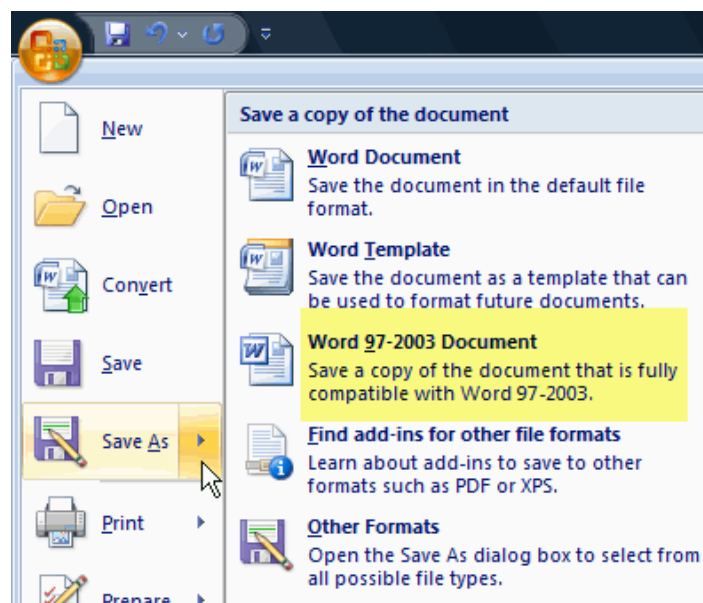 New
Open
Convert
Save
Save As
Print
Prepare
Save a copy of the document
Word Document
Save the document in the default file
format.
Word Template
Save the document as a template that can
be used to format future documents.
Word 97-2003 Document
Save a copy of the document that is fully
compatible with Word 97-2003.
Find add-ins for other file formats
Learn about add-ins to save to other
formats such as PDF or XPS.
Other Formats
Open the Save As dialog box to select from
all possible file types.